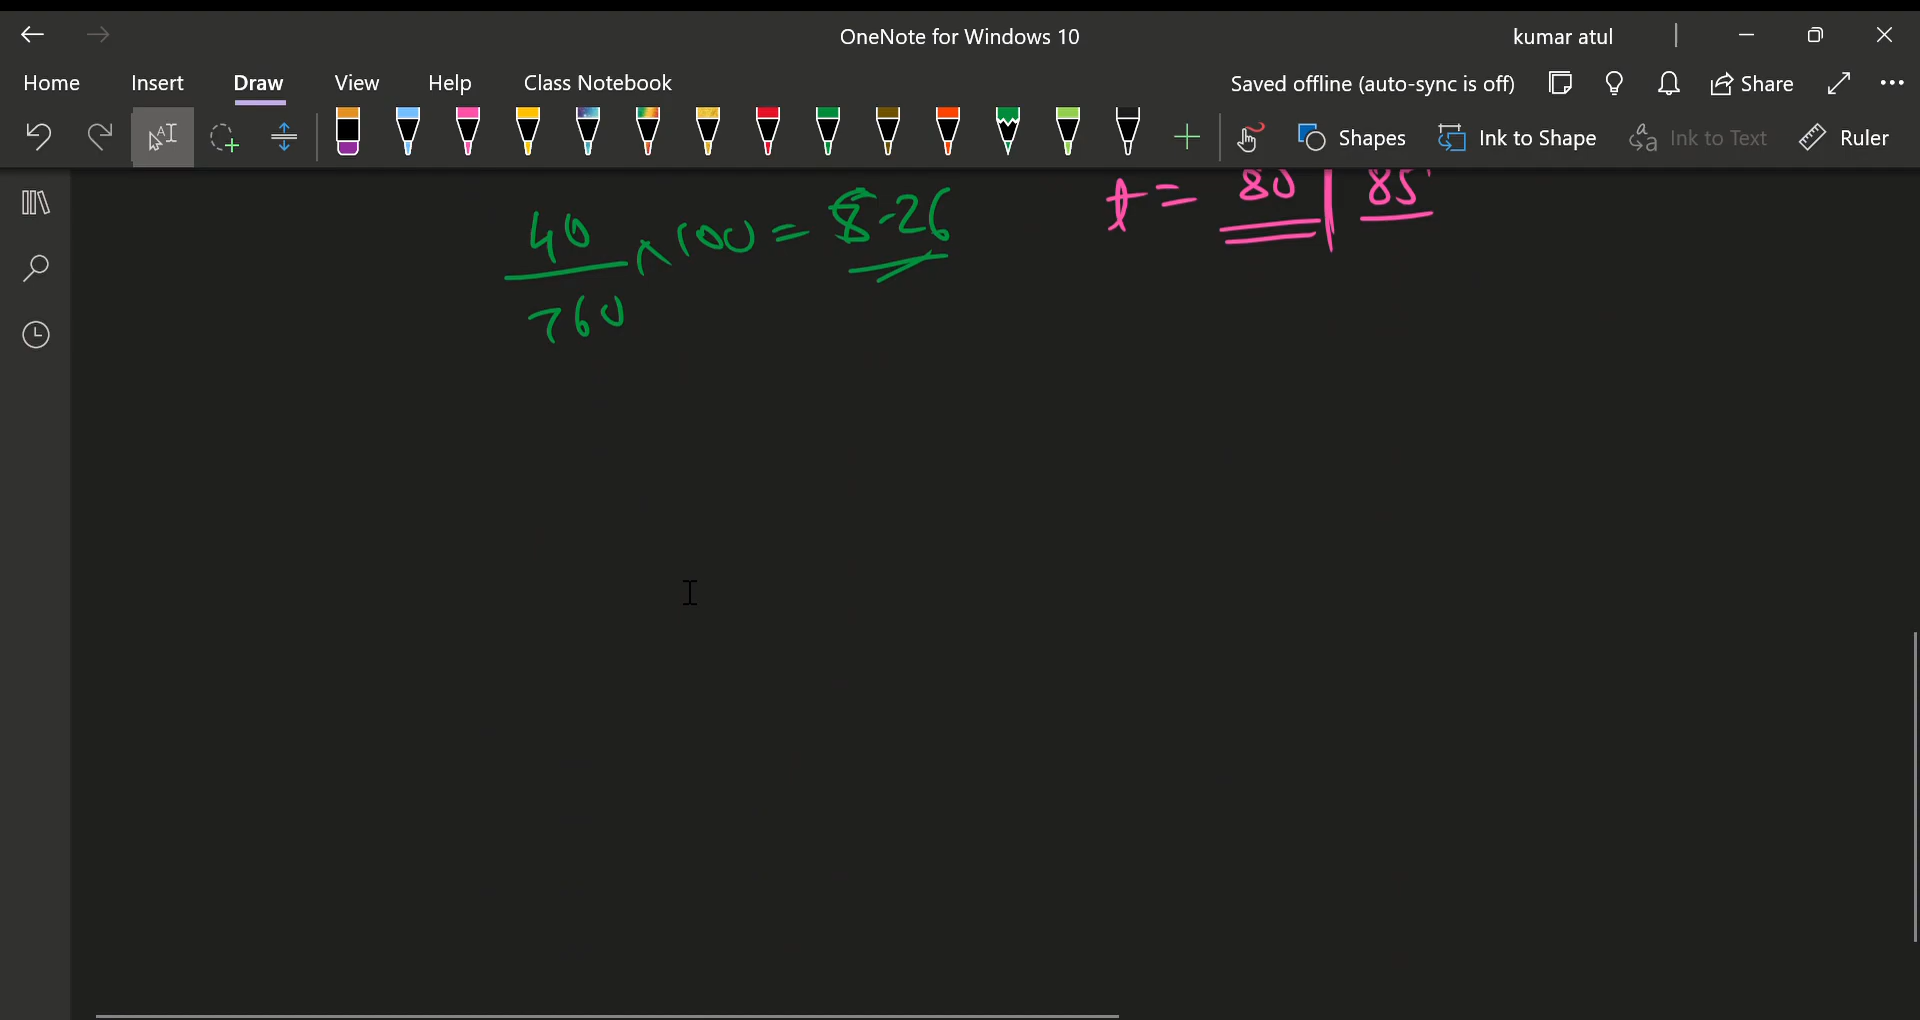 OneNote for Windows 10
kumar atul
Home Insert Draw View Help Class Notebook
Saved offline (auto-sync is off) Share
Shapes Ink to Shape Ink to Text Ruler
40/760 × 100 = 8.26
t = 80 | 85